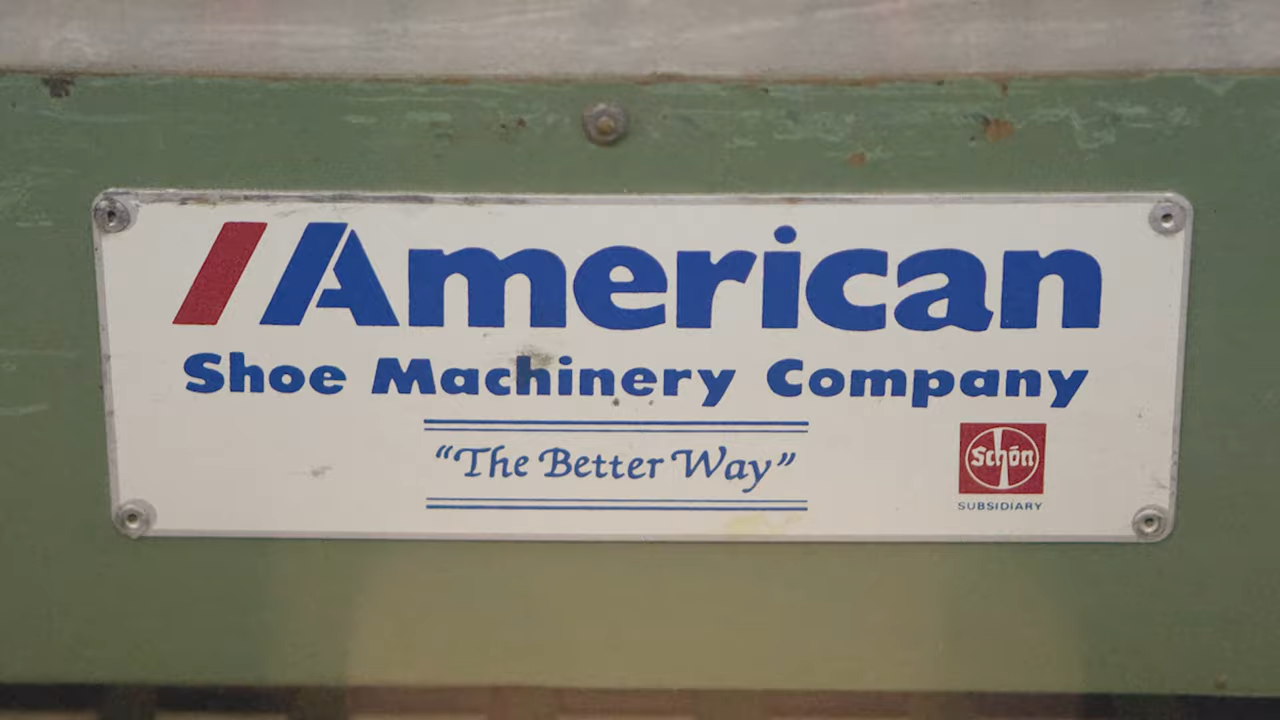 American
Shoe Machinery Company
“The Better Way”
Schön
SUBSIDIARY